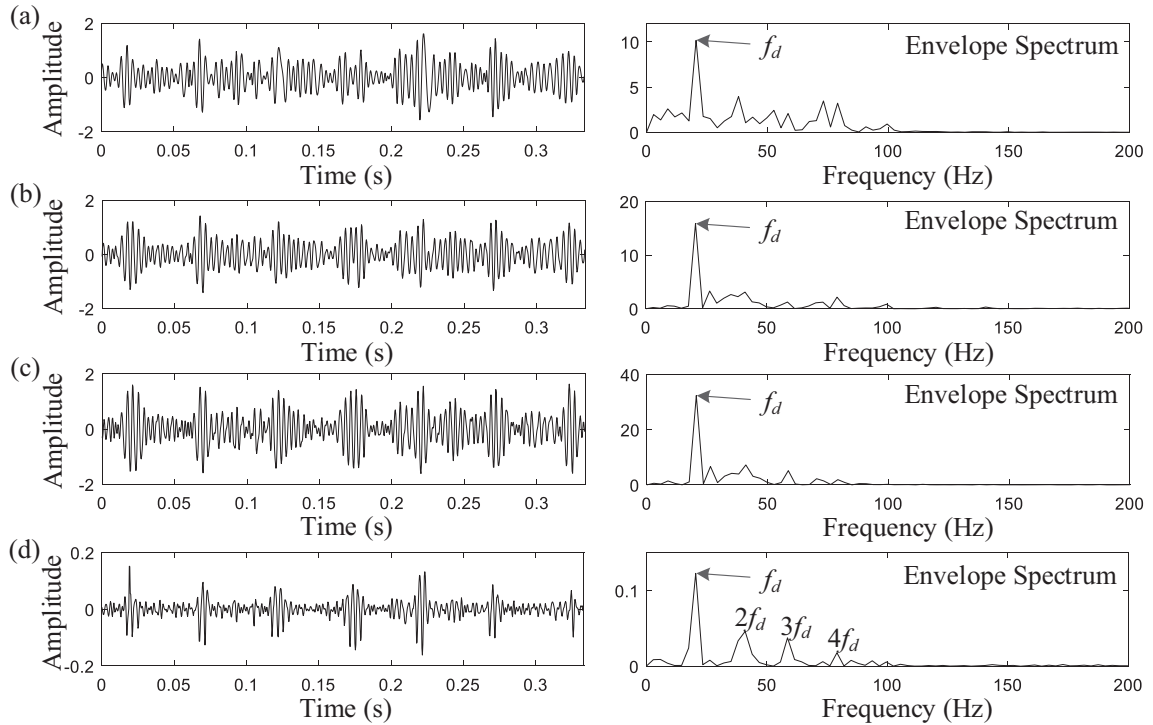 (a)
Amplitude
2
0
-2
0 0.05 0.1 0.15 0.2 0.25 0.3
Time (s)
Envelope Spectrum
f_d
10
5
0
0 50 100 150 200
Frequency (Hz)
(b)
Amplitude
2
0
-2
0 0.05 0.1 0.15 0.2 0.25 0.3
Time (s)
Envelope Spectrum
f_d
20
10
0
0 50 100 150 200
Frequency (Hz)
(c)
Amplitude
2
0
-2
0 0.05 0.1 0.15 0.2 0.25 0.3
Time (s)
Envelope Spectrum
f_d
40
20
0
0 50 100 150 200
Frequency (Hz)
(d)
Amplitude
0.2
0
-0.2
0 0.05 0.1 0.15 0.2 0.25 0.3
Time (s)
Envelope Spectrum
f_d
2f_d 3f_d 4f_d
0.1
0
0 50 100 150 200
Frequency (Hz)